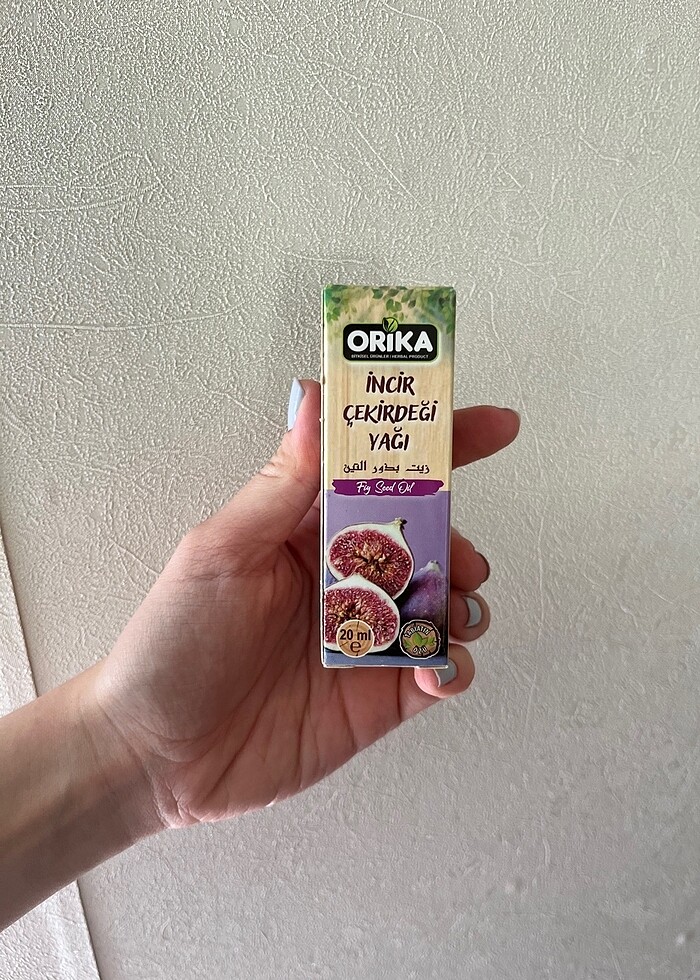 ORiKA
BİTKİSEL ÜRÜNLER | HERBAL PRODUCT
İNCİR
ÇEKİRDEĞİ
YAĞI
زيت بذور التين
Fig Seed Oil
20 ml
e